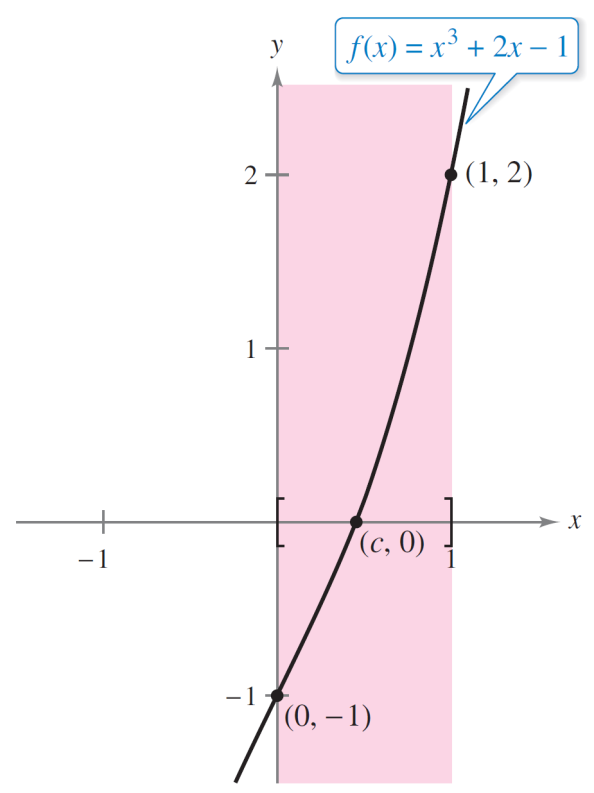 f(x) = x³ + 2x − 1
y
2
(1, 2)
1
x
(c, 0)
−1
1
−1
(0, −1)